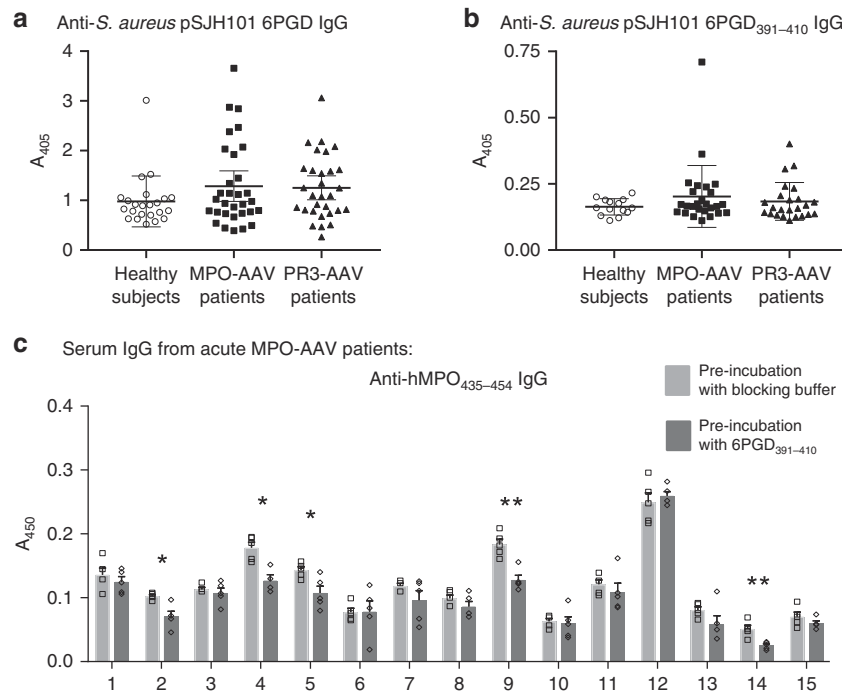 a Anti-S. aureus pSJH101 6PGD IgG
4
3
2
1
0
A405
Healthy subjects
MPO-AAV patients
PR3-AAV patients
b Anti-S. aureus pSJH101 6PGD391–410 IgG
0.75
0.50
0.25
0.00
A405
Healthy subjects
MPO-AAV patients
PR3-AAV patients
c Serum IgG from acute MPO-AAV patients:
Anti-hMPO435–454 IgG
Pre-incubation
with blocking buffer
Pre-incubation
with 6PGD391–410
0.4
0.3
0.2
0.1
0.0
A450
* * * ** **
1 2 3 4 5 6 7 8 9 10 11 12 13 14 15